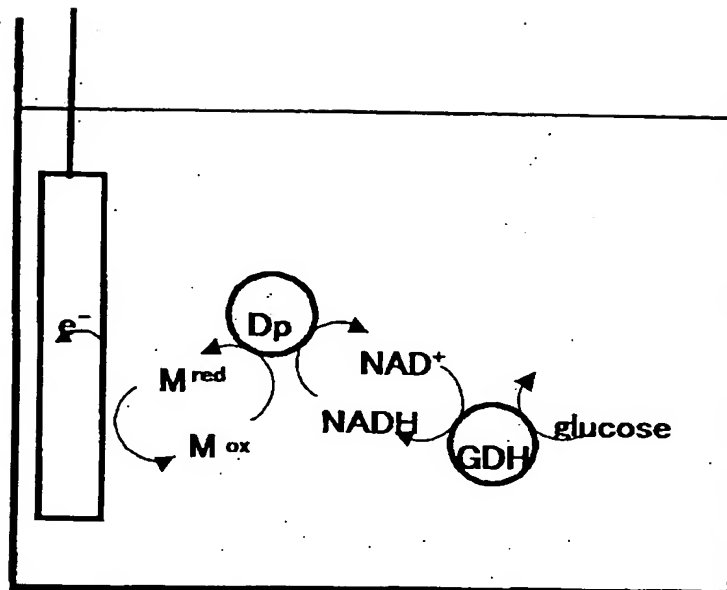 e⁻
Dp
M red
NAD⁺
M ox
NADH
glucose
GDH